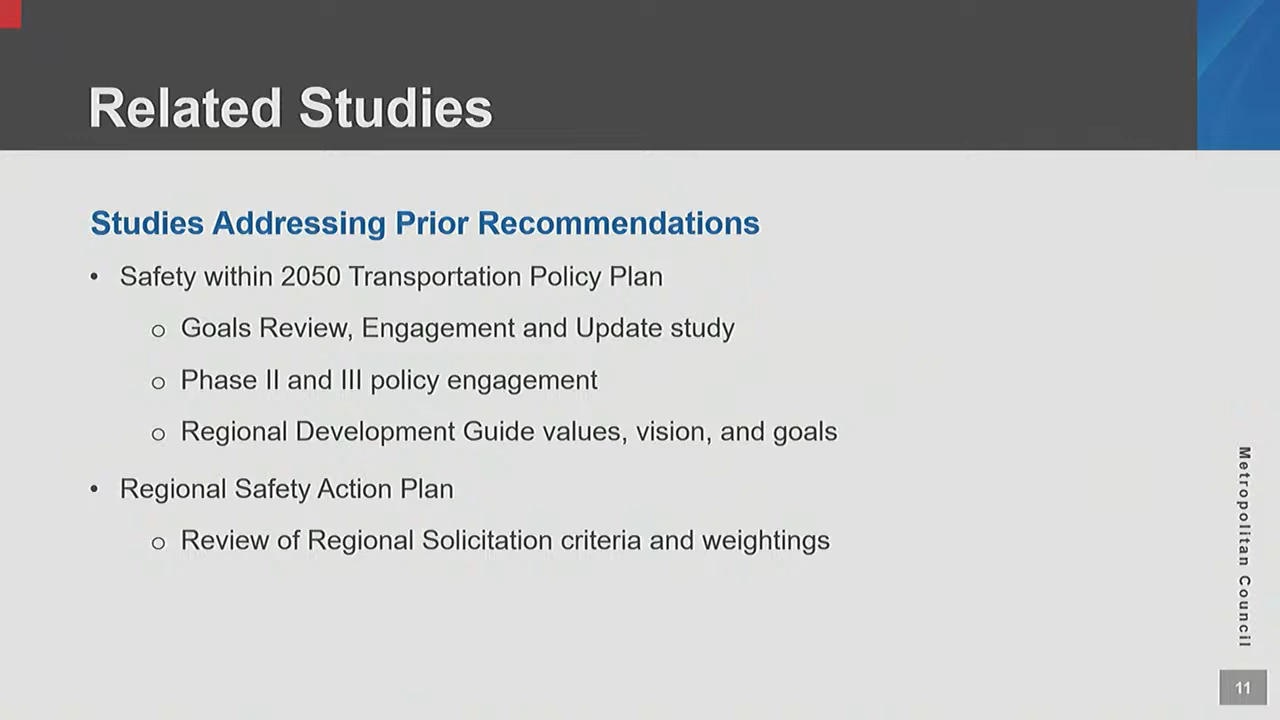 Related Studies
Studies Addressing Prior Recommendations
• Safety within 2050 Transportation Policy Plan
o Goals Review, Engagement and Update study
o Phase II and III policy engagement
o Regional Development Guide values, vision, and goals
• Regional Safety Action Plan
o Review of Regional Solicitation criteria and weightings
Metropolitan Council
11